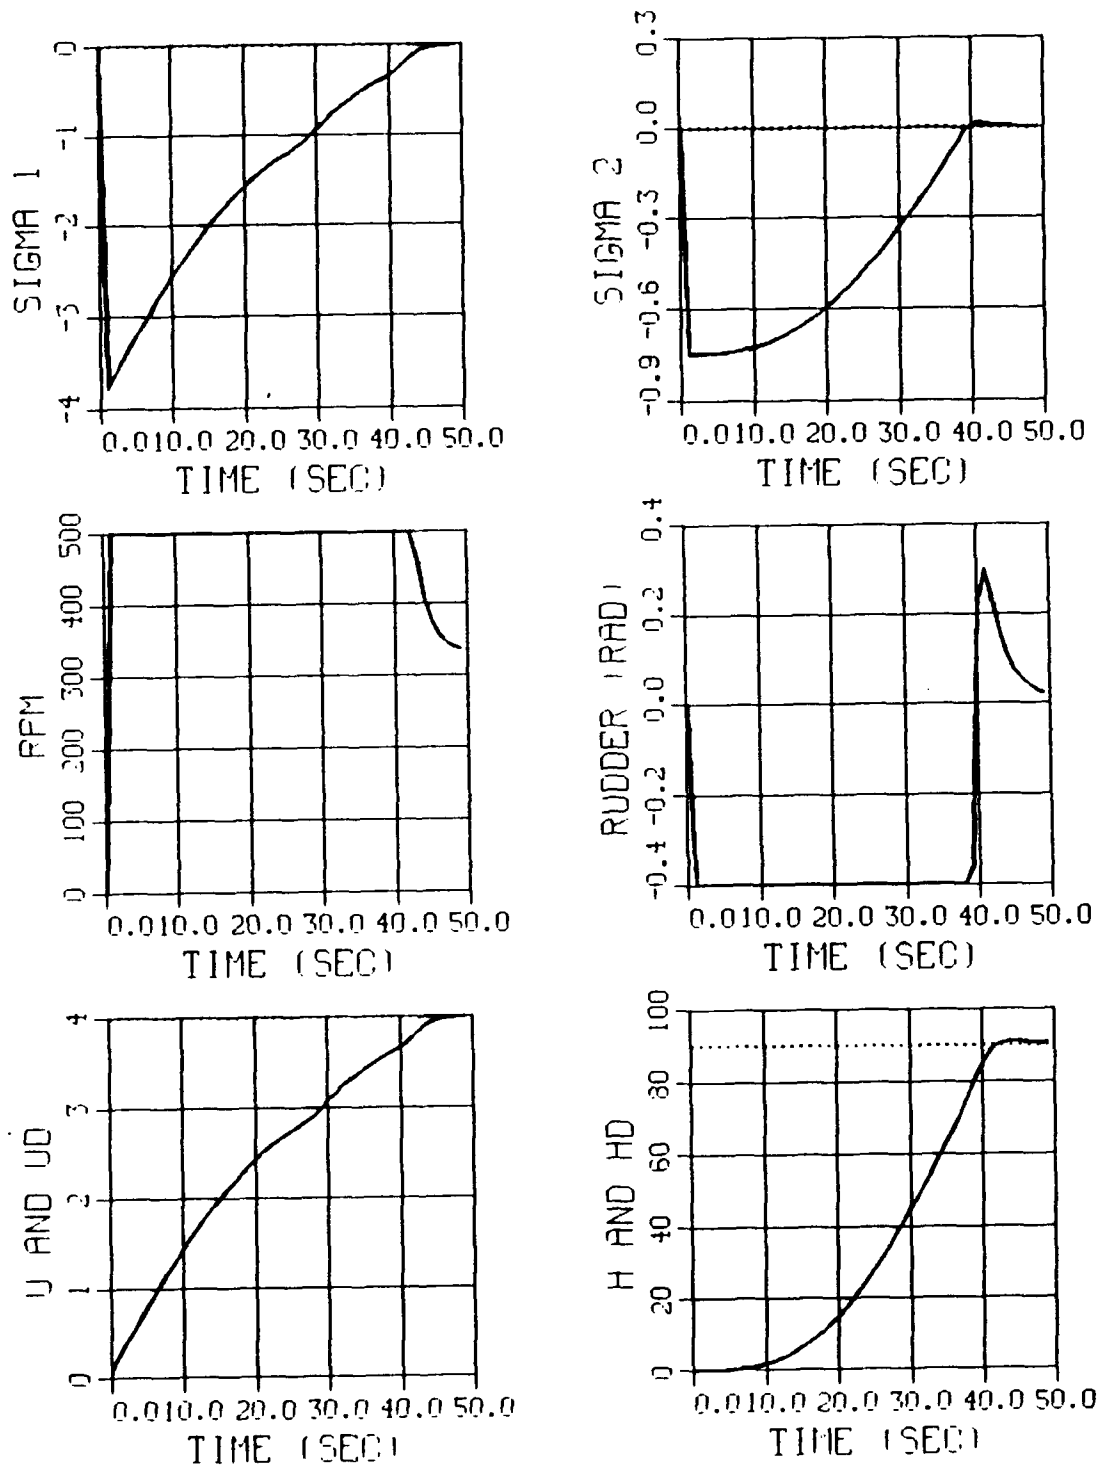 SIGMA 1
0
-1
-2
-3
-4
0.0 10.0 20.0 30.0 40.0 50.0
TIME (SEC)
SIGMA 2
0.3
0.0
-0.3
-0.6
-0.9
0.0 10.0 20.0 30.0 40.0 50.0
TIME (SEC)
RPM
500
400
300
200
100
0
0.0 10.0 20.0 30.0 40.0 50.0
TIME (SEC)
RUDDER (RAD)
0.4
0.2
0.0
-0.2
-0.4
0.0 10.0 20.0 30.0 40.0 50.0
TIME (SEC)
U AND UD
4
3
2
1
0
0.0 10.0 20.0 30.0 40.0 50.0
TIME (SEC)
H AND HD
100
80
60
40
20
0
0.0 10.0 20.0 30.0 40.0 50.0
TIME (SEC)